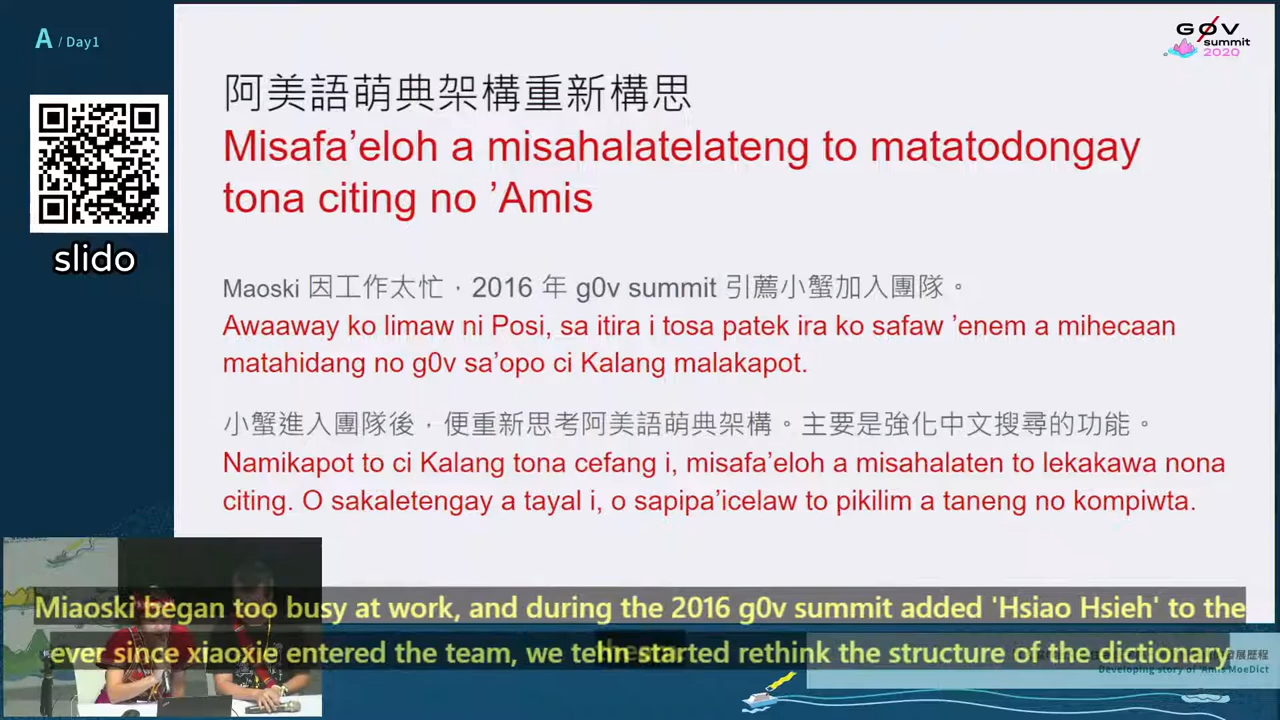 A / Day1
GØV
summit
2020
slido
阿美語萌典架構重新構思
Misafa’eloh a misahalatelateng to matatodongay
tona citing no ’Amis
Maoski 因工作太忙，2016 年 g0v summit 引薦小蟹加入團隊。
Awaaway ko limaw ni Posi, sa itira i tosa patek ira ko safaw ’enem a mihecaan
matahidang no g0v sa’opo ci Kalang malakapot.
小蟹進入團隊後，便重新思考阿美語萌典架構。主要是強化中文搜尋的功能。
Namikapot to ci Kalang tona cefang i, misafa’eloh a misahalaten to lekakawa nona
citing. O sakaletengay a tayal i, o sapipa’icelaw to pikilim a taneng no kompiwta.
Miaoski began too busy at work, and during the 2016 g0v summit added 'Hsiao Hsieh' to the
ever since xiaoxie entered the team, we started rethink the structure of the dictionary
發展歷程
Developing story of 'Amis MoeDict